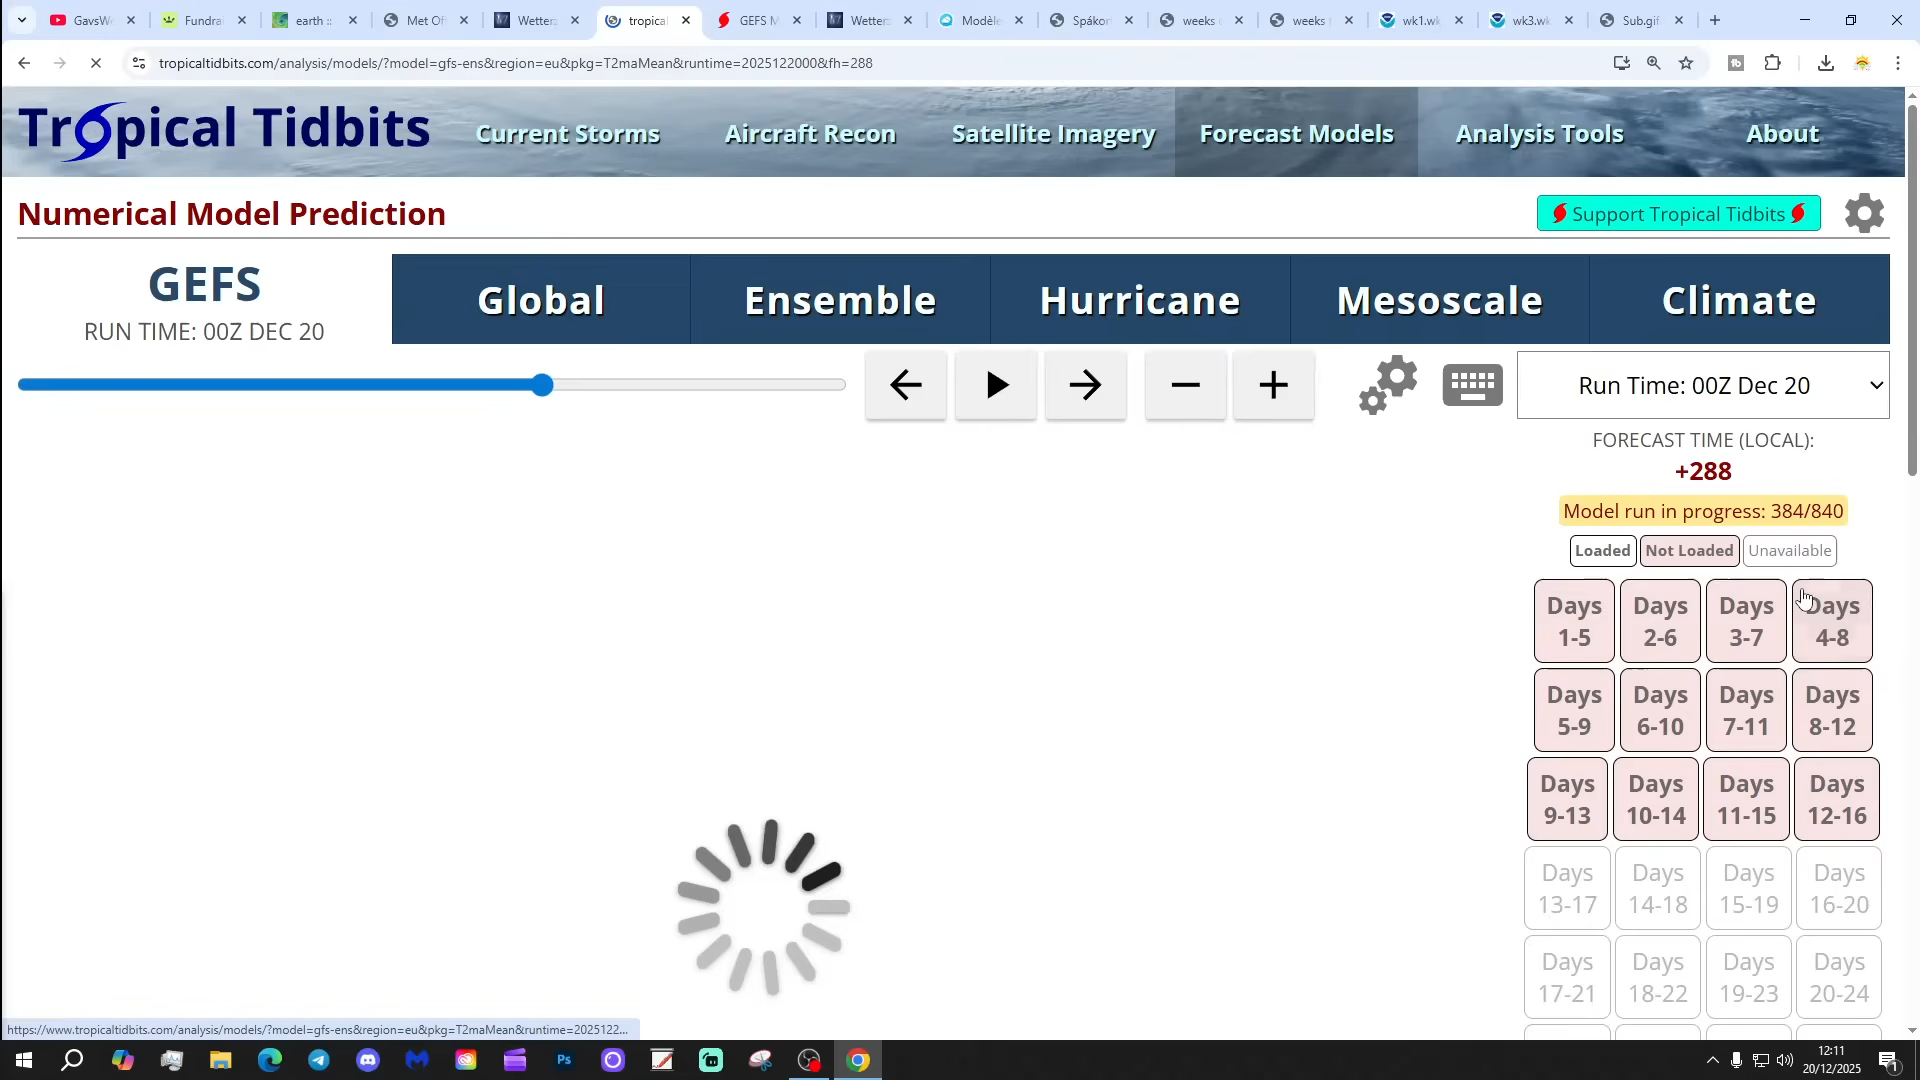 GavsWe
Fundrai
earth ::
Met Of
Wetter
tropical
GEFS M
Wetter
Modèle
Spákor
weeks
weeks
wk1.wk
wk3.wk
Sub.gif
tropicaltidbits.com/analysis/models/?model=gfs-ens&region=eu&pkg=T2maMean&runtime=2025122000&fh=288
Tropical Tidbits
Current Storms
Aircraft Recon
Satellite Imagery
Forecast Models
Analysis Tools
About
Numerical Model Prediction
Support Tropical Tidbits
GEFS
RUN TIME: 00Z DEC 20
Global
Ensemble
Hurricane
Mesoscale
Climate
Run Time: 00Z Dec 20
FORECAST TIME (LOCAL):
+288
Model run in progress: 384/840
Loaded
Not Loaded
Unavailable
Days
1-5
Days
2-6
Days
3-7
Days
4-8
Days
5-9
Days
6-10
Days
7-11
Days
8-12
Days
9-13
Days
10-14
Days
11-15
Days
12-16
Days
13-17
Days
14-18
Days
15-19
Days
16-20
Days
17-21
Days
18-22
Days
19-23
Days
20-24
https://www.tropicaltidbits.com/analysis/models/?model=gfs-ens&region=eu&pkg=T2maMean&runtime=2025122...
Ps
12:11
20/12/2025
1